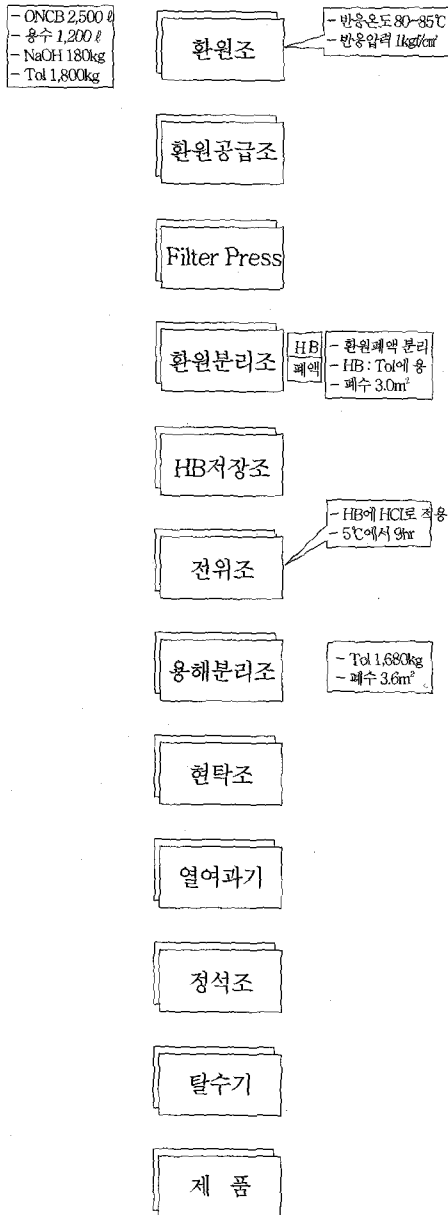 - ONCB 2,500 ℓ
- 용수 1,200 ℓ
- NaOH 180kg
- Tol 1,800kg
환원조
- 반응온도 80~85℃
- 반응압력 1kgf/㎠
환원공급조
Filter Press
환원분리조
HB
폐액
- 환원폐액 분리
- HB : Tol에 용
- 폐수 3.0m²
HB저장조
전위조
- HB에 HCl로 적용
- 5℃에서 9hr
용해분리조
- Tol 1,680kg
- 폐수 3.6m²
현탁조
열여과기
정석조
탈수기
제 품